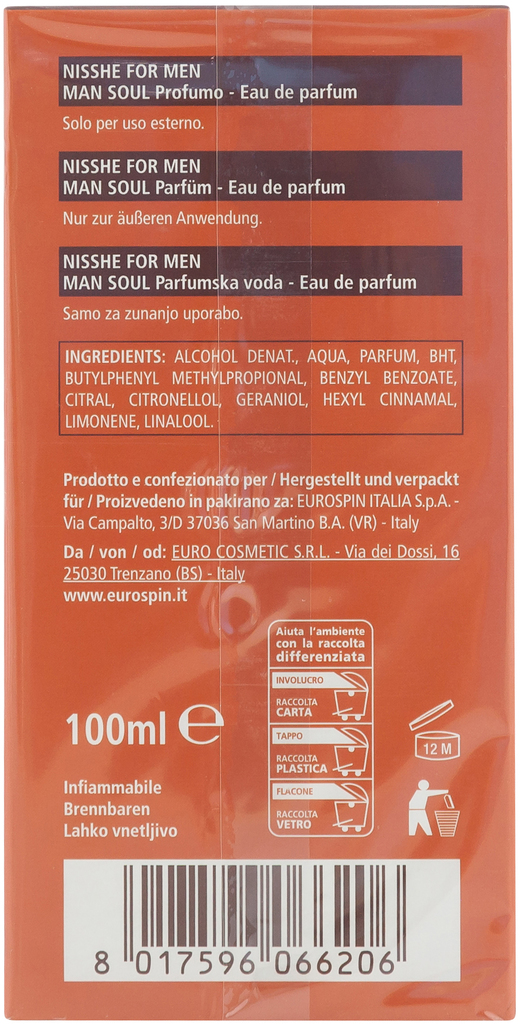 NISSHE FOR MEN
MAN SOUL Profumo - Eau de parfum
Solo per uso esterno.
NISSHE FOR MEN
MAN SOUL Parfüm - Eau de parfum
Nur zur äußeren Anwendung.
NISSHE FOR MEN
MAN SOUL Parfumska voda - Eau de parfum
Samo za zunanjo uporabo.
INGREDIENTS: ALCOHOL DENAT., AQUA, PARFUM, BHT,
BUTYLPHENYL METHYLPROPIONAL, BENZYL BENZOATE,
CITRAL, CITRONELLOL, GERANIOL, HEXYL CINNAMAL,
LIMONENE, LINALOOL.
Prodotto e confezionato per / Hergestellt und verpackt
für / Proizvedeno in pakirano za: EUROSPIN ITALIA S.p.A. -
Via Campalto, 3/D 37036 San Martino B.A. (VR) - Italy
Da / von / od: EURO COSMETIC S.R.L. - Via dei Dossi, 16
25030 Trenzano (BS) - Italy
www.eurospin.it
Aiuta l'ambiente
con la raccolta
differenziata
INVOLUCRO
RACCOLTA
CARTA
TAPPO
RACCOLTA
PLASTICA
FLACONE
RACCOLTA
VETRO
100ml e
12 M
Infiammabile
Brennbaren
Lahko vnetljivo
8 017596 066206